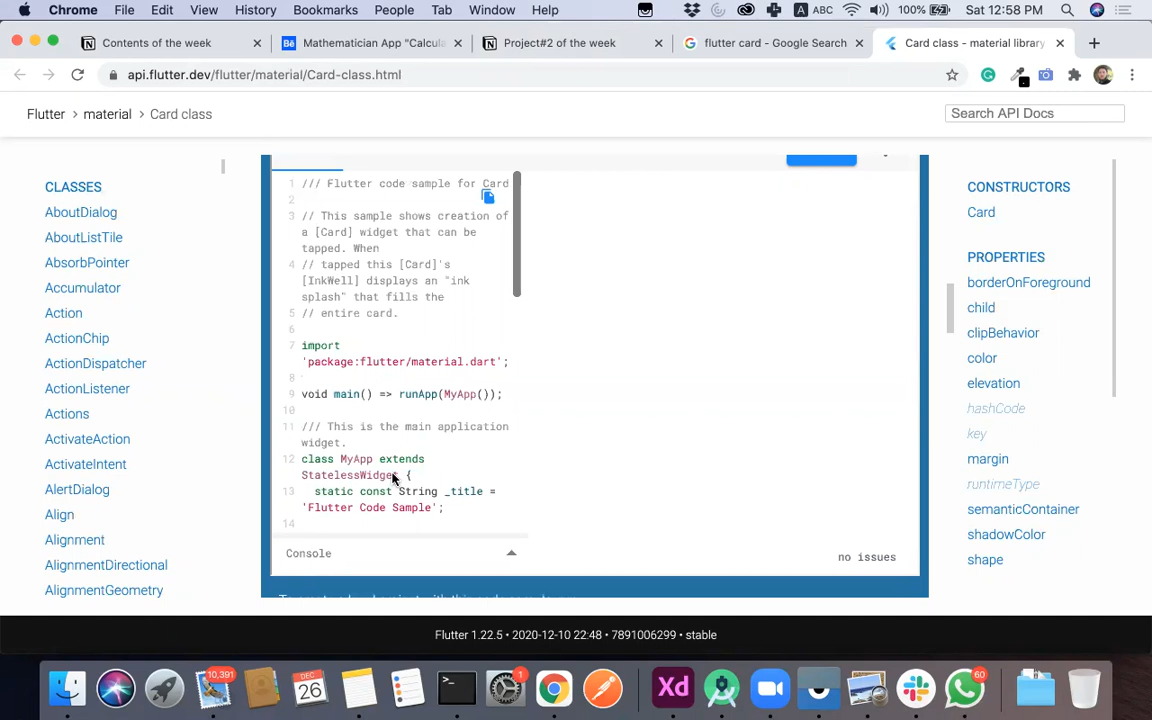 Chrome File Edit View History Bookmarks People Tab Window Help A ABC 100% Sat 12:58 PM
Contents of the week
Mathematician App "Calcula
Project#2 of the week
flutter card - Google Search
Card class - material library
api.flutter.dev/flutter/material/Card-class.html
Flutter > material > Card class
Search API Docs
CLASSES
AboutDialog
AboutListTile
AbsorbPointer
Accumulator
Action
ActionChip
ActionDispatcher
ActionListener
Actions
ActivateAction
ActivateIntent
AlertDialog
Align
Alignment
AlignmentDirectional
AlignmentGeometry
1 /// Flutter code sample for Card
2
3 // This sample shows creation of
a [Card] widget that can be
tapped. When
4 // tapped this [Card]'s
[InkWell] displays an "ink
splash" that fills the
5 // entire card.
6
7 import
'package:flutter/material.dart';
8
9 void main() => runApp(MyApp());
10
11 /// This is the main application
widget.
12 class MyApp extends
StatelessWidget {
13 static const String _title =
'Flutter Code Sample';
14
Console
no issues
CONSTRUCTORS
Card
PROPERTIES
borderOnForeground
child
clipBehavior
color
elevation
hashCode
key
margin
runtimeType
semanticContainer
shadowColor
shape
Flutter 1.22.5 • 2020-12-10 22:48 • 7891006299 • stable
10,391
DEC
26
1
Xd
60